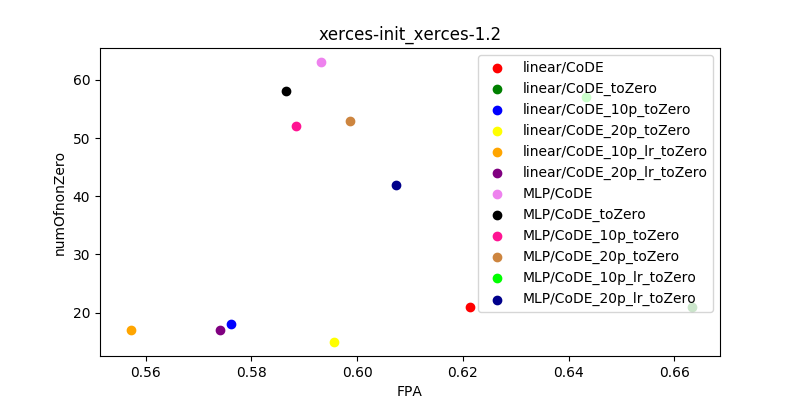 xerces-init_xerces-1.2
numOfnonZero
60
50
40
30
20
linear/CoDE
linear/CoDE_toZero
linear/CoDE_10p_toZero
linear/CoDE_20p_toZero
linear/CoDE_10p_lr_toZero
linear/CoDE_20p_lr_toZero
MLP/CoDE
MLP/CoDE_toZero
MLP/CoDE_10p_toZero
MLP/CoDE_20p_toZero
MLP/CoDE_10p_lr_toZero
MLP/CoDE_20p_lr_toZero
0.56 0.58 0.60 0.62 0.64 0.66
FPA